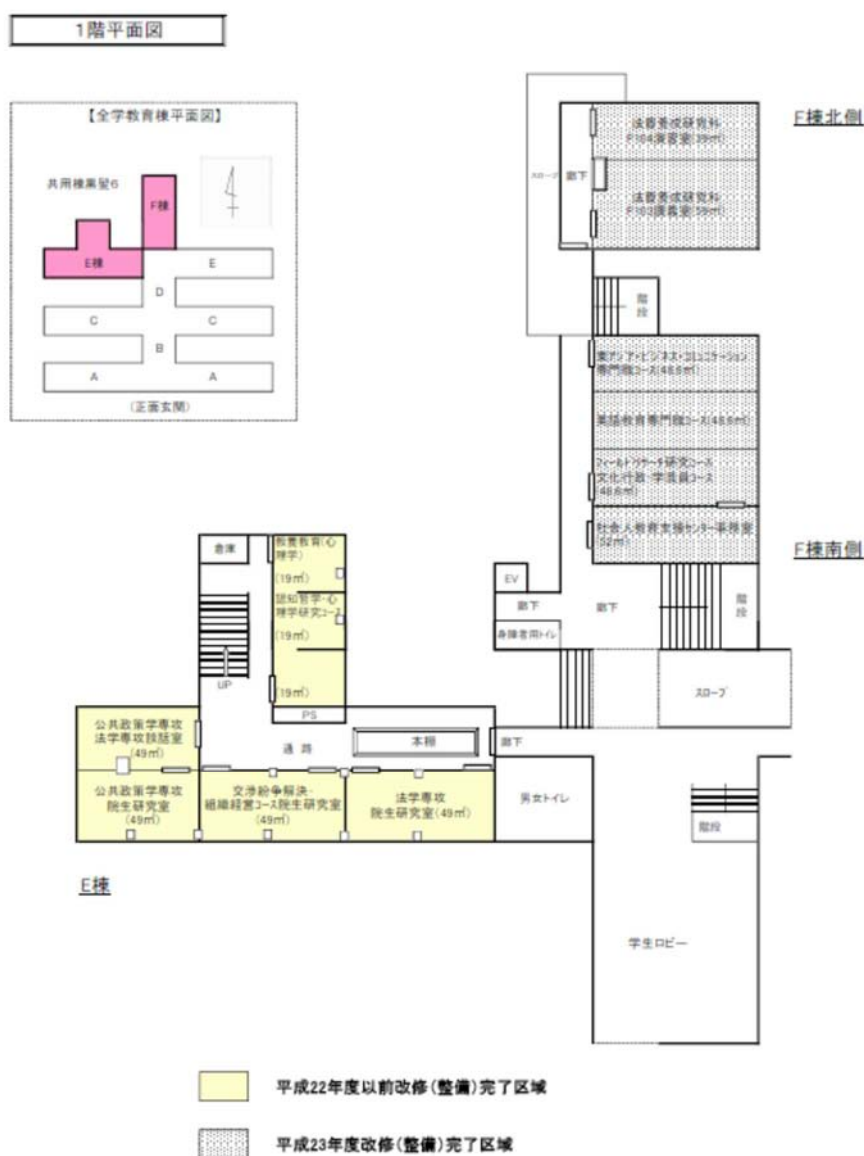 1階平面図
【全学教育棟平面図】
共用棟黒髪6
F棟
E棟
E
D
C
C
B
A
A
(正面玄関)
F棟北側
法曹養成研究科
F104演習室(39㎡)
スロープ
廊下
法曹養成研究科
F103演習室(59㎡)
階段
東アジア・ビジネス・コミュニケーション
専門職コース(48.6㎡)
英語教育専門職コース(48.6㎡)
フィールドリサーチ研究コース
文化行政・学芸員コース
(48.6㎡)
社会人教育支援センター事務室
(52㎡)
F棟南側
倉庫
教養教育(心
理学)
(19㎡)
認知哲学・心
理学研究コース
(19㎡)
(19㎡)
EV
廊下
廊下
階段
身障者用トイレ
UP
PS
スロープ
公共政策学専攻
法学専攻談話室
(49㎡)
通路
本棚
廊下
公共政策学専攻
院生研究室
(49㎡)
交渉紛争解決・
組織経営コース院生研究室
(49㎡)
法学専攻
院生研究室(49㎡)
男女トイレ
階段
E棟
学生ロビー
平成22年度以前改修(整備)完了区域
平成23年度改修(整備)完了区域